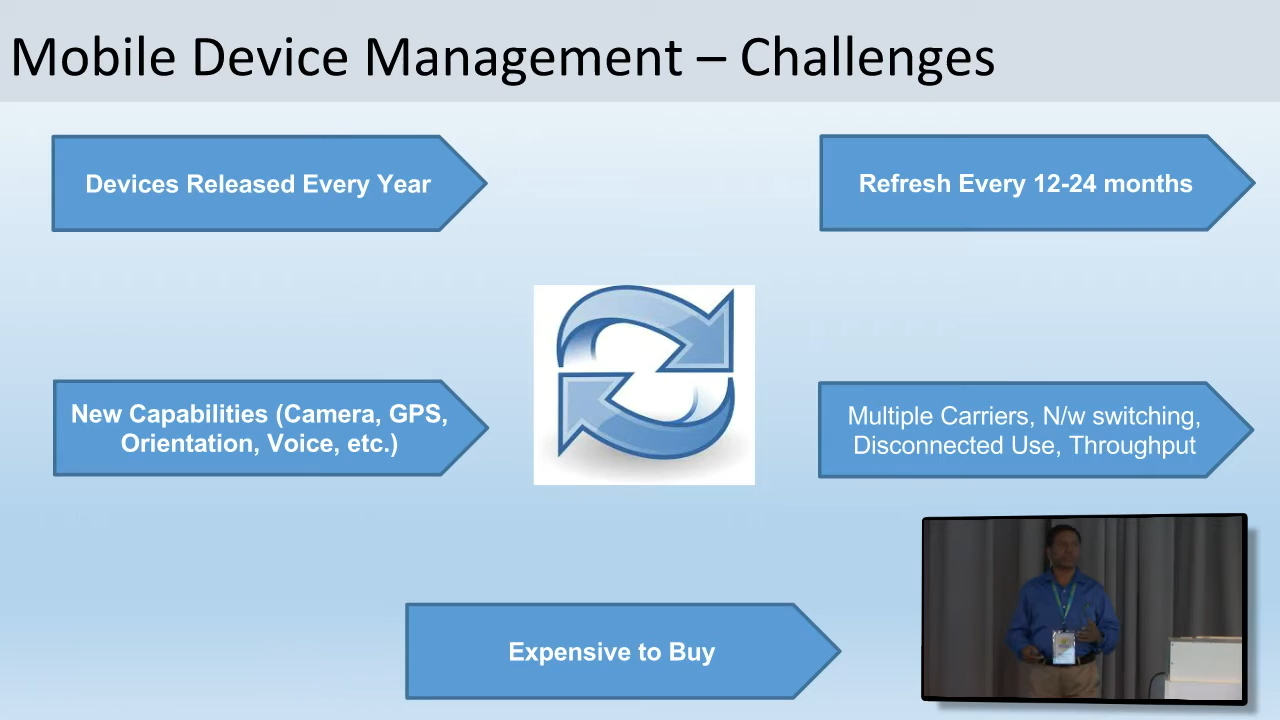 Mobile Device Management – Challenges
Devices Released Every Year
Refresh Every 12-24 months
New Capabilities (Camera, GPS,
Orientation, Voice, etc.)
Multiple Carriers, N/w switching,
Disconnected Use, Throughput
Expensive to Buy